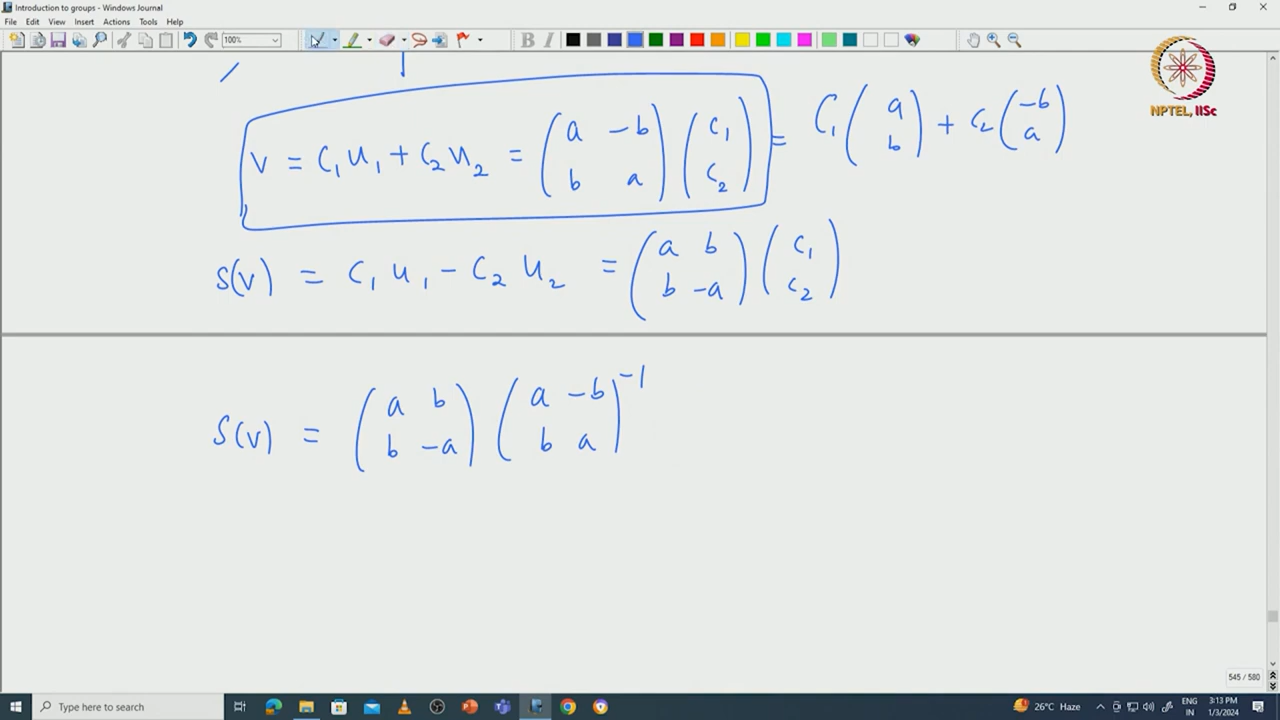 Introduction to groups - Windows Journal
File Edit View Insert Actions Tools Help
100% B I
NPTEL, IISc
v = c₁u₁ + c₂u₂ = (a −b; b a) (c₁; c₂) = c₁ (a; b) + c₂ (−b; a)
S(v) = c₁u₁ − c₂u₂ = (a b; b −a) (c₁; c₂)
S(v) = (a b; b −a) (a −b; b a)⁻¹
545 / 580
Type here to search
26°C Haze
ENG
IN
3:13 PM
1/3/2024